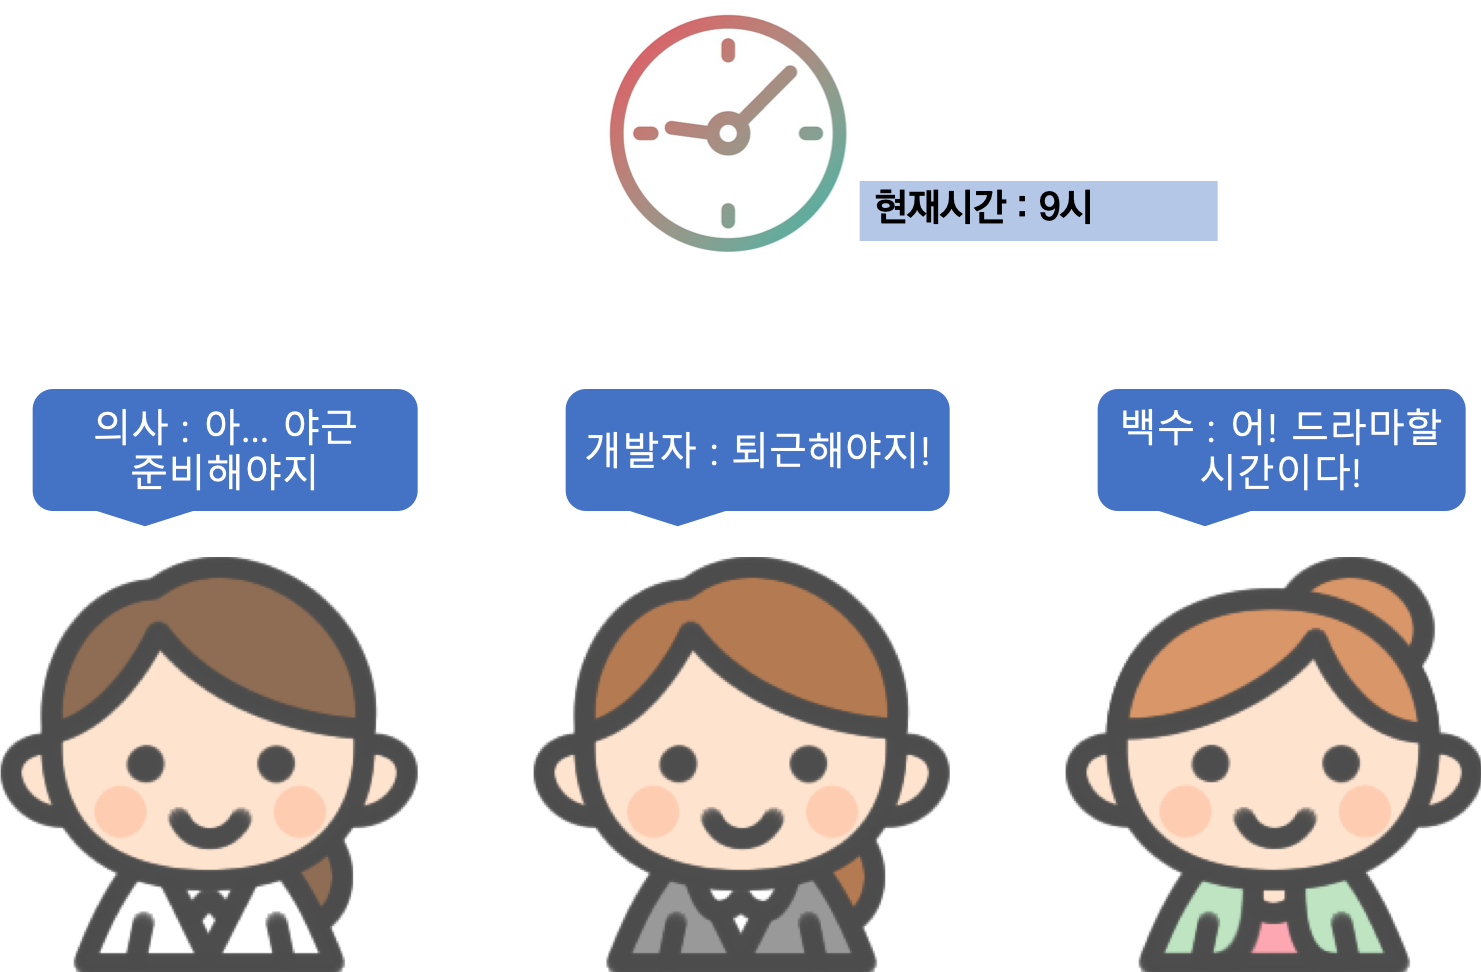 현재시간 : 9시
의사 : 아... 야근
준비해야지
개발자 : 퇴근해야지!
백수 : 어! 드라마할
시간이다!